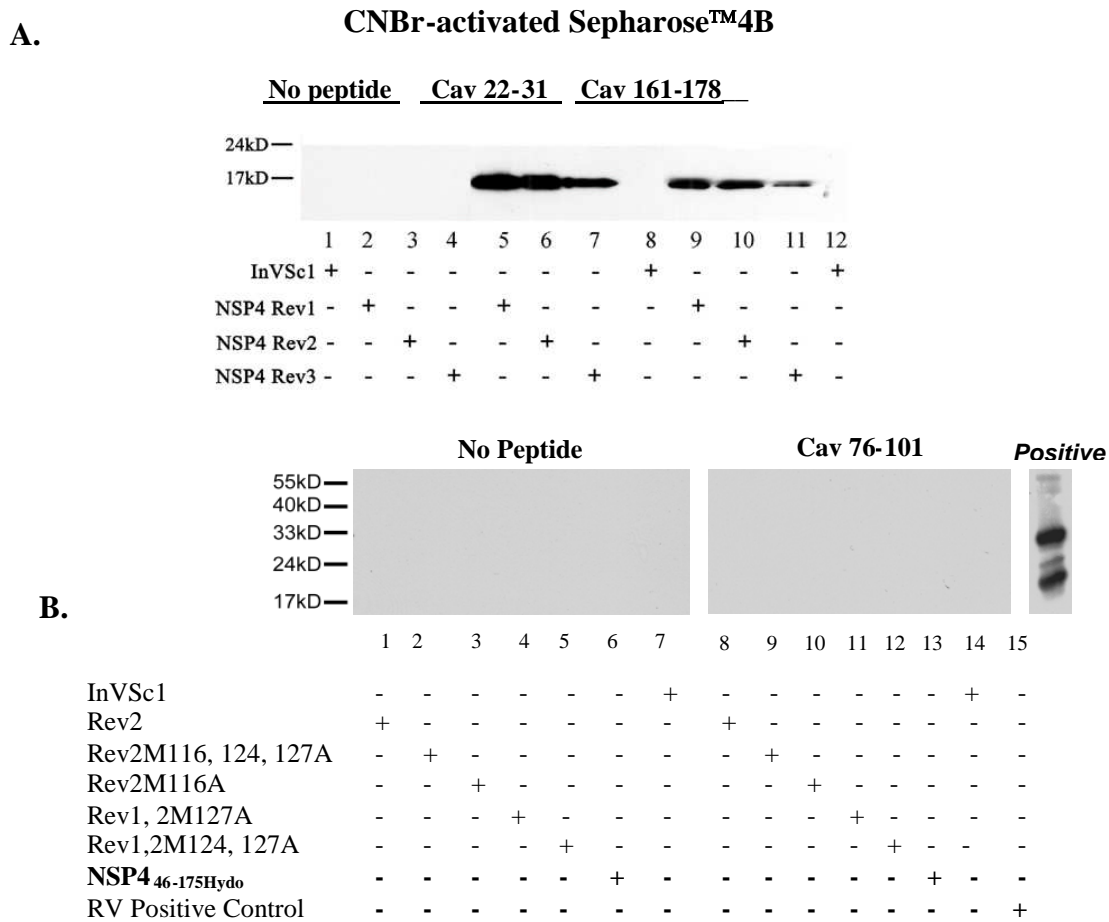 CNBr-activated Sepharose™4B
A.
No peptide Cav 22-31 Cav 161-178
24kD
17kD
1 2 3 4 5 6 7 8 9 10 11 12
InVSc1 + - - - - - - + - - - +
NSP4 Rev1 - + - - + - - - + - - -
NSP4 Rev2 - - + - - + - - - + - -
NSP4 Rev3 - - - + - - + - - - + -
No Peptide Cav 76-101 Positive
55kD
40kD
33kD
24kD
17kD
B.
1 2 3 4 5 6 7 8 9 10 11 12 13 14 15
InVSc1 - - - - - - + - - - - - - + -
Rev2 + - - - - - - + - - - - - - -
Rev2M116, 124, 127A - + - - - - - - + - - - - - -
Rev2M116A - - + - - - - - - + - - - - -
Rev1, 2M127A - - - + - - - - - - + - - - -
Rev1,2M124, 127A - - - - + - - - - - - + - - -
NSP4 46-175Hydo - - - - - + - - - - - - + - -
RV Positive Control - - - - - - - - - - - - - - +